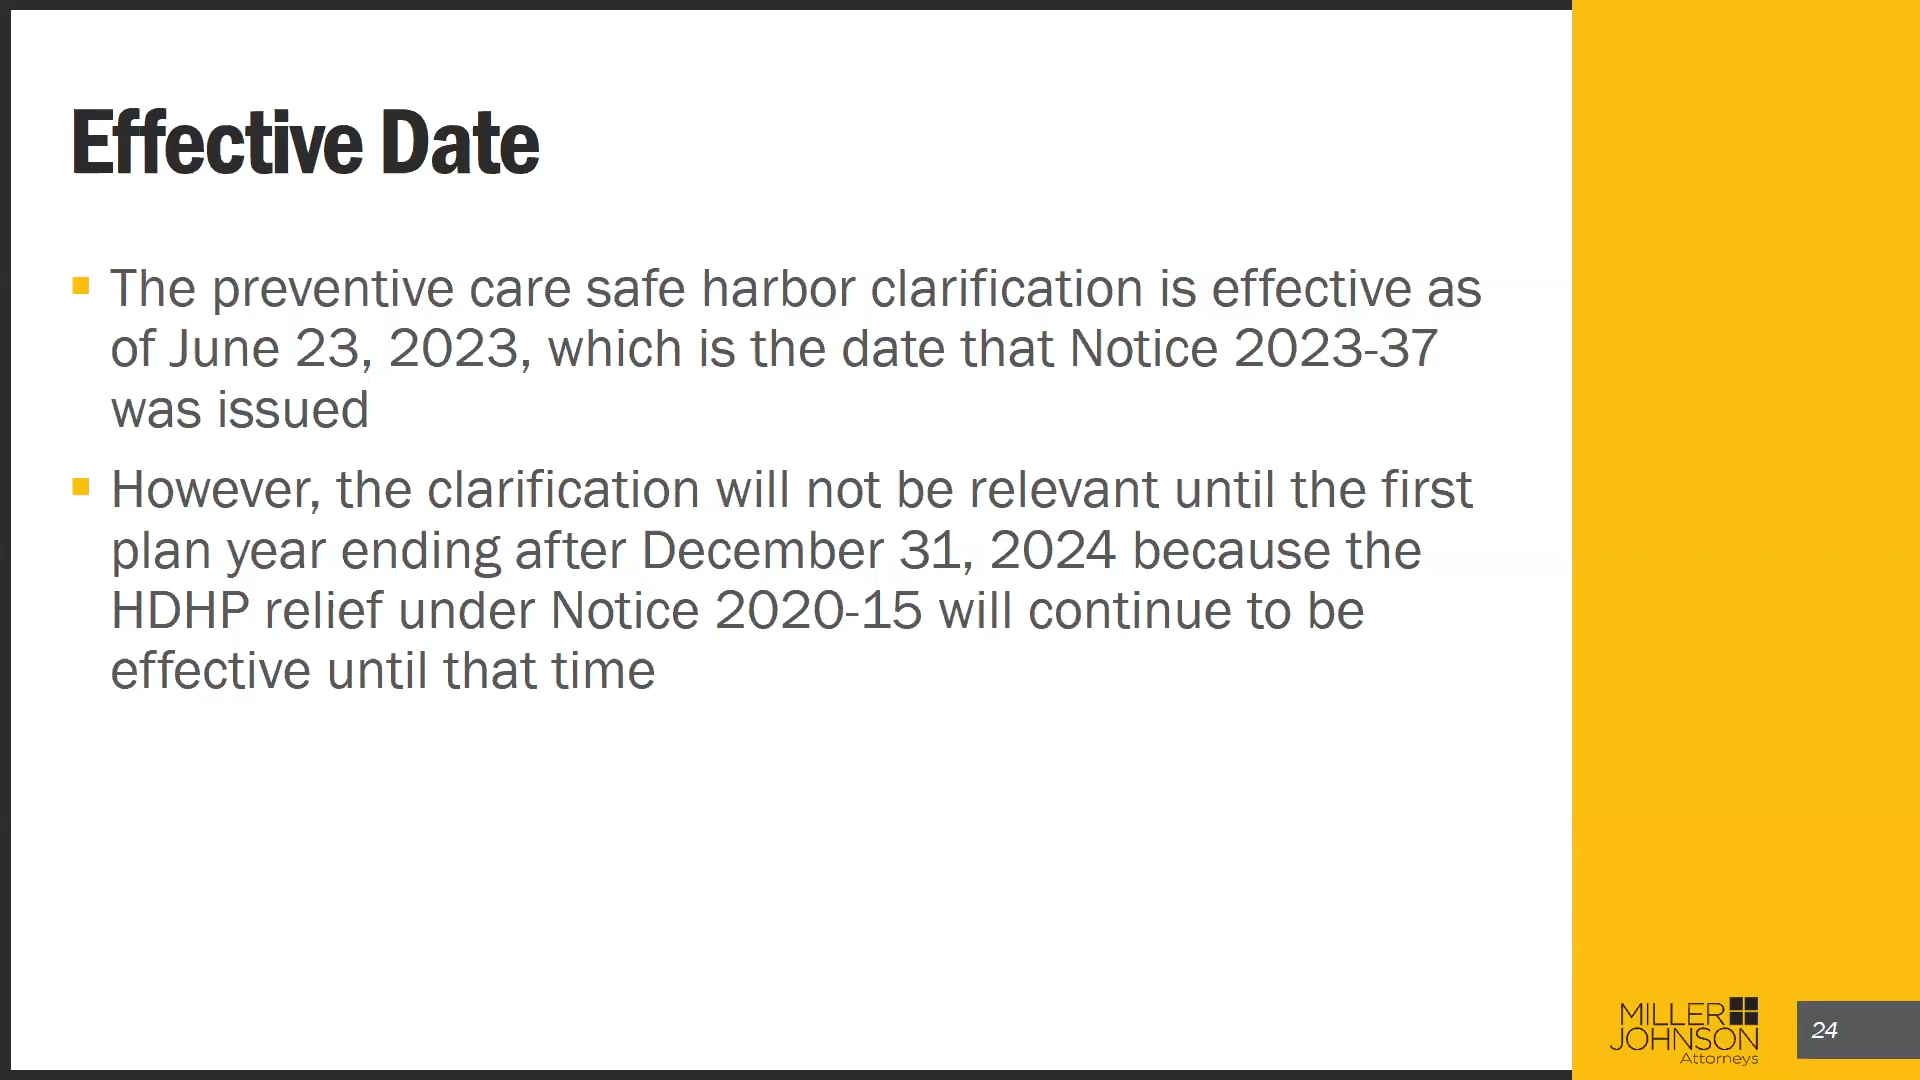 Effective Date
The preventive care safe harbor clarification is effective as
of June 23, 2023, which is the date that Notice 2023-37
was issued
However, the clarification will not be relevant until the first
plan year ending after December 31, 2024 because the
HDHP relief under Notice 2020-15 will continue to be
effective until that time
MILLER
JOHNSON
Attorneys
24